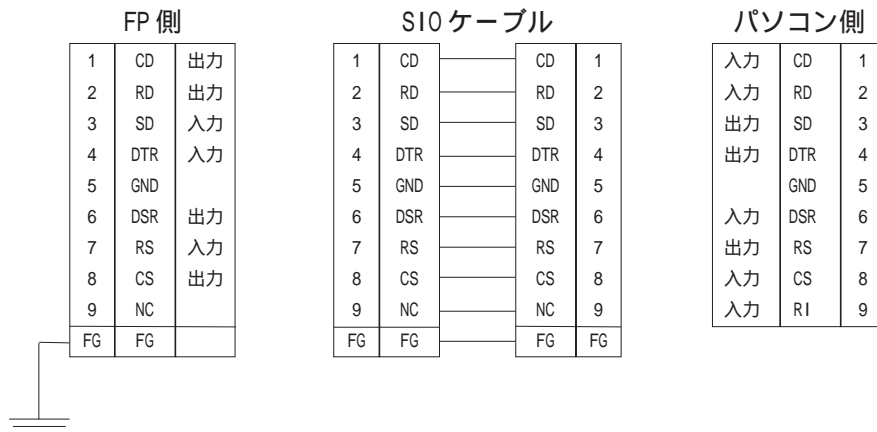 FP側 SIOケーブル パソコン側
1 CD 出力 1 CD CD 1 入力 CD 1
2 RD 出力 2 RD RD 2 入力 RD 2
3 SD 入力 3 SD SD 3 出力 SD 3
4 DTR 入力 4 DTR DTR 4 出力 DTR 4
5 GND 5 GND GND 5 GND 5
6 DSR 出力 6 DSR DSR 6 入力 DSR 6
7 RS 入力 7 RS RS 7 出力 RS 7
8 CS 出力 8 CS CS 8 入力 CS 8
9 NC 9 NC NC 9 入力 RI 9
FG FG FG FG FG FG